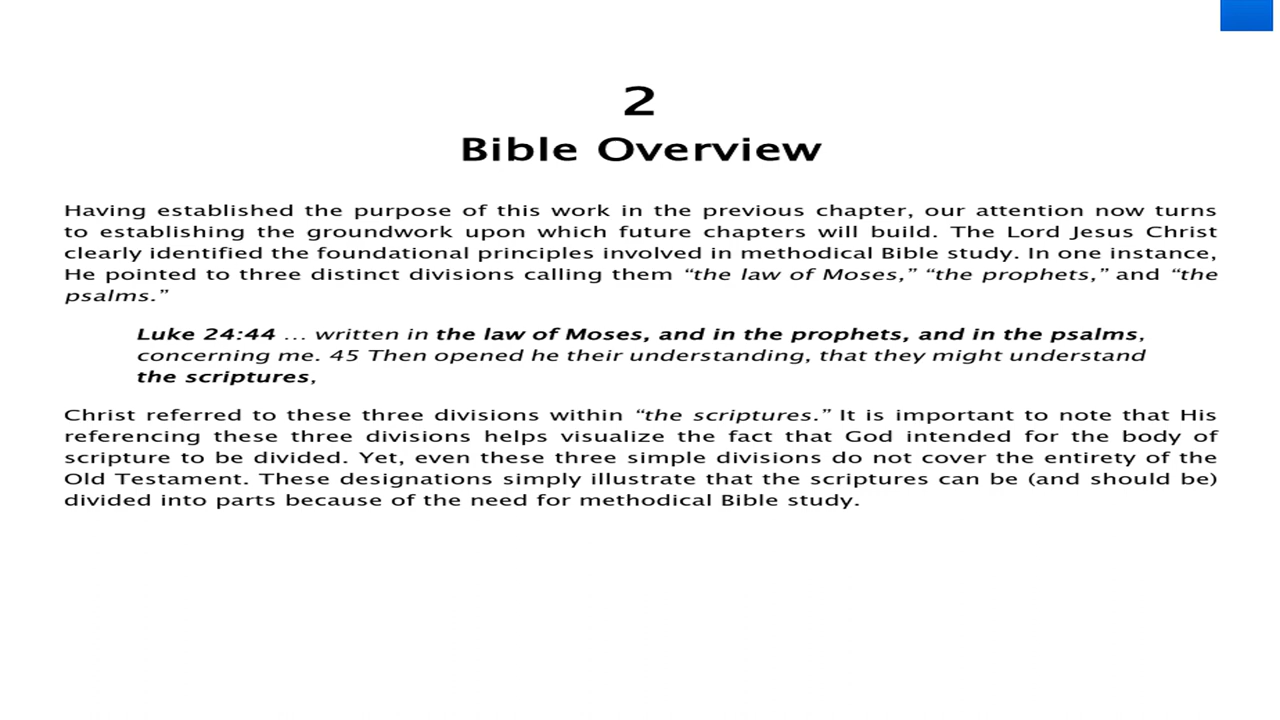 2
Bible Overview
Having established the purpose of this work in the previous chapter, our attention now turns
to establishing the groundwork upon which future chapters will build. The Lord Jesus Christ
clearly identified the foundational principles involved in methodical Bible study. In one instance,
He pointed to three distinct divisions calling them “the law of Moses,” “the prophets,” and “the
psalms.”
Luke 24:44 … written in the law of Moses, and in the prophets, and in the psalms,
concerning me. 45 Then opened he their understanding, that they might understand
the scriptures,
Christ referred to these three divisions within “the scriptures.” It is important to note that His
referencing these three divisions helps visualize the fact that God intended for the body of
scripture to be divided. Yet, even these three simple divisions do not cover the entirety of the
Old Testament. These designations simply illustrate that the scriptures can be (and should be)
divided into parts because of the need for methodical Bible study.